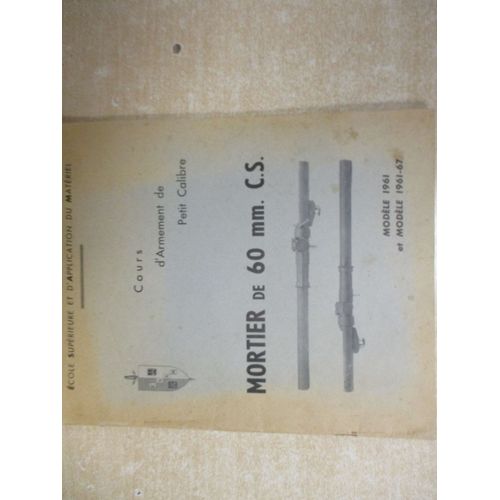 École Supérieure et d'Application du Matériel
Cours
d'Armement de
Petit Calibre
MORTIER DE 60 mm. C.S.
MODÈLE 1961
et MODÈLE 1961-67